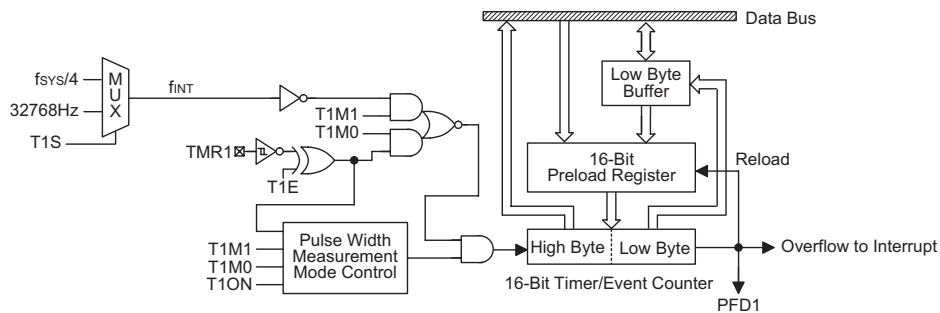 Data Bus
fSYS/4
32768Hz
T1S
MUX
fINT
T1M1
T1M0
TMR1
T1E
Low Byte
Buffer
16-Bit
Preload Register
Reload
T1M1
T1M0
T1ON
Pulse Width
Measurement
Mode Control
High Byte
Low Byte
Overflow to Interrupt
16-Bit Timer/Event Counter
PFD1